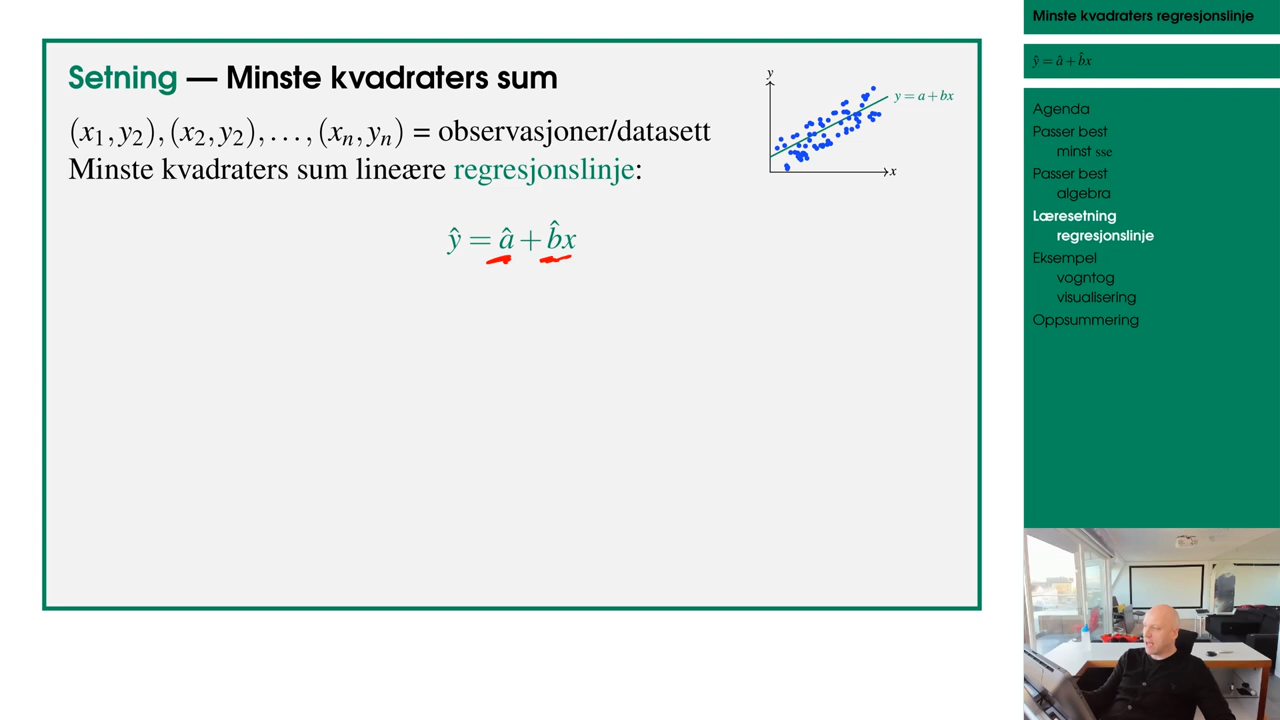 Setning — Minste kvadraters sum
(x₁,y₂),(x₂,y₂),…,(xₙ,yₙ) = observasjoner/datasett
Minste kvadraters sum lineære regresjonslinje:
ŷ = â + b̂x
y
y = a + bx
x
Minste kvadraters regresjonslinje
ŷ = â + b̂x
Agenda
Passer best
minst sse
Passer best
algebra
Læresetning
regresjonslinje
Eksempel
vogntog
visualisering
Oppsummering